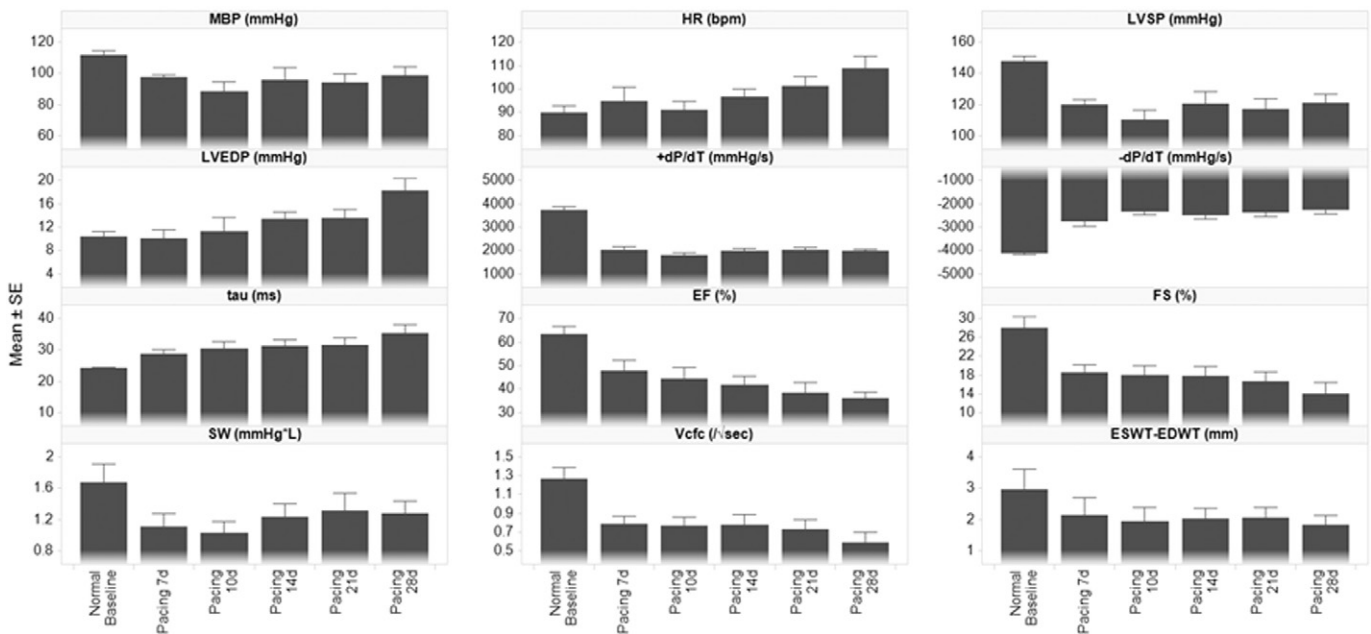 MBP (mmHg)
120
100
80
60
HR (bpm)
120
110
100
90
80
LVSP (mmHg)
160
140
120
100
LVEDP (mmHg)
20
16
12
8
4
+dP/dT (mmHg/s)
5000
4000
3000
2000
1000
-dP/dT (mmHg/s)
-1000
-2000
-3000
-4000
-5000
Mean ± SE
tau (ms)
40
30
20
10
EF (%)
70
60
50
40
30
FS (%)
30
26
22
18
14
10
SW (mmHg*L)
2
1.6
1.2
0.8
Vcfc (/√sec)
1.5
1.3
1.1
0.9
0.7
0.5
ESWT-EDWT (mm)
4
3
2
1
Normal
Baseline
Pacing 7d
Pacing
10d
Pacing
14d
Pacing
21d
Pacing
28d
Normal
Baseline
Pacing 7d
Pacing
10d
Pacing
14d
Pacing
21d
Pacing
28d
Normal
Baseline
Pacing 7d
Pacing
10d
Pacing
14d
Pacing
21d
Pacing
28d